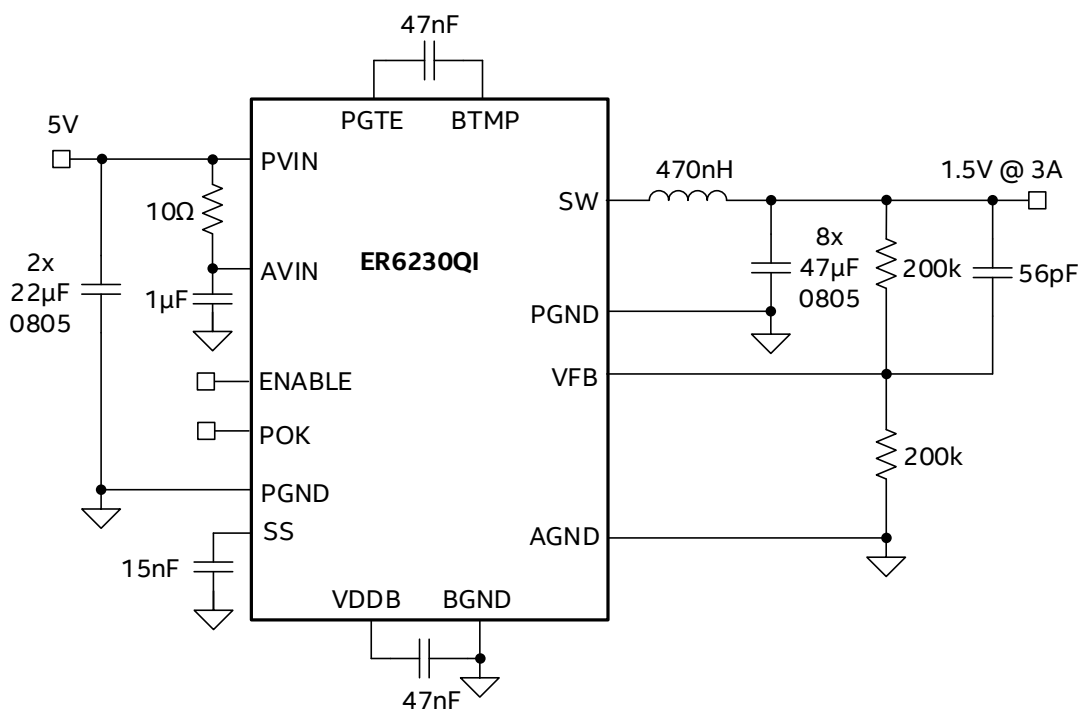 47nF
PGTE
BTMP
5V
PVIN
10Ω
AVIN
2x
22µF
0805
1µF
ENABLE
POK
PGND
SS
15nF
VDDB
BGND
47nF
ER6230QI
SW
470nH
1.5V @ 3A
8x
47µF
0805
200k
56pF
PGND
VFB
200k
AGND